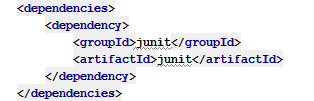 <dependencies>
<dependency>
<groupId>junit</groupId>
<artifactId>junit</artifactId>
</dependency>
</dependencies>